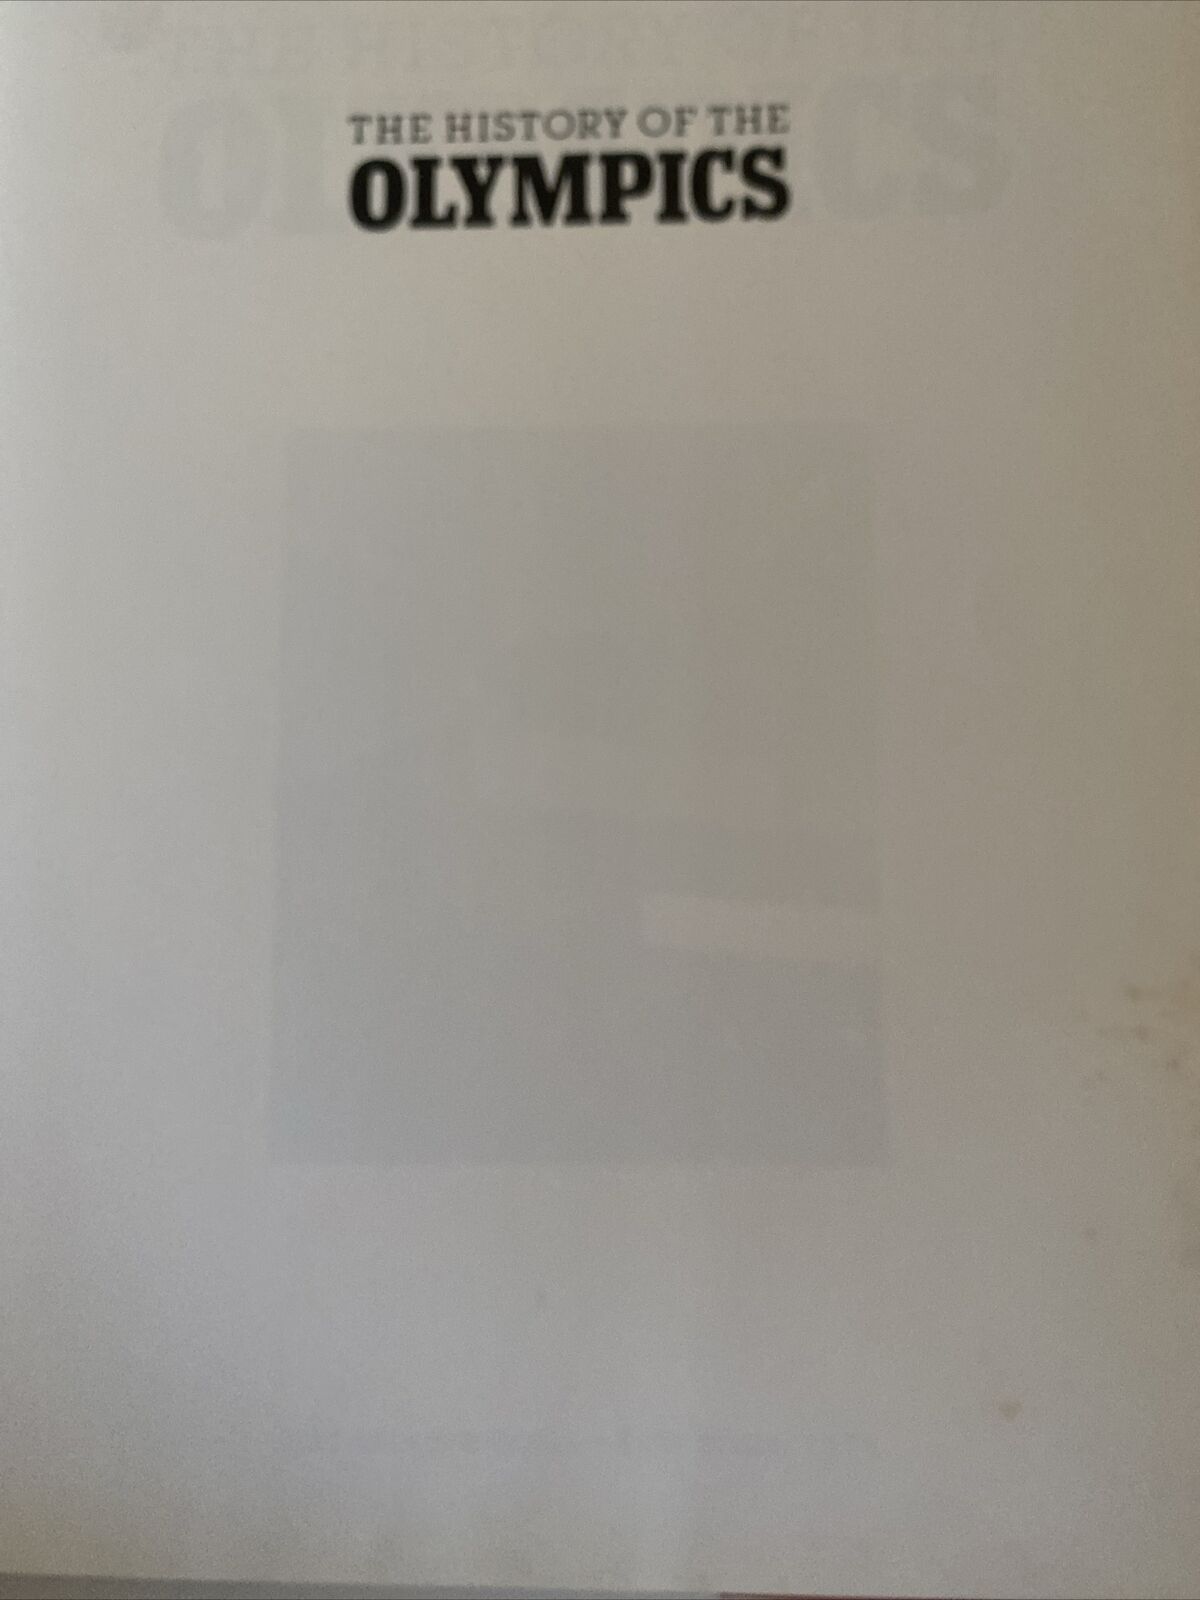 THE HISTORY OF THE
OLYMPICS